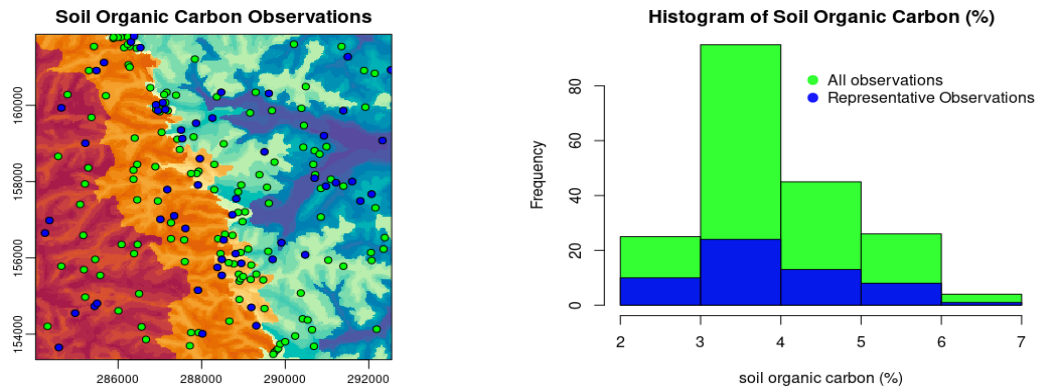 Soil Organic Carbon Observations
160000
158000
156000
154000
286000 288000 290000 292000
Histogram of Soil Organic Carbon (%)
All observations
Representative Observations
Frequency
80
60
40
20
0
2 3 4 5 6 7
soil organic carbon (%)